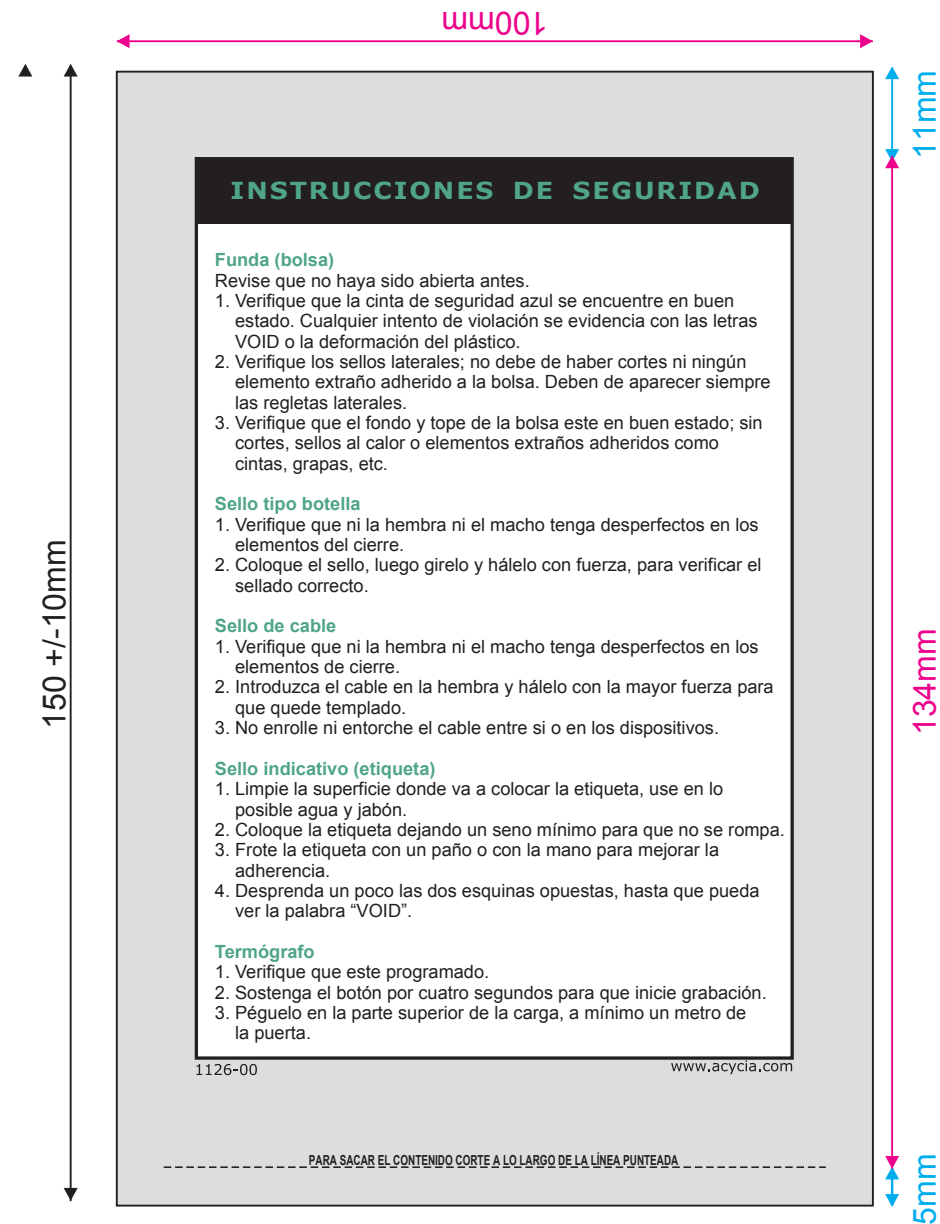 100mm
11mm
INSTRUCCIONES DE SEGURIDAD
Funda (bolsa)
Revise que no haya sido abierta antes.
1. Verifique que la cinta de seguridad azul se encuentre en buen
estado. Cualquier intento de violación se evidencia con las letras
VOID o la deformación del plástico.
2. Verifique los sellos laterales; no debe de haber cortes ni ningún
elemento extraño adherido a la bolsa. Deben de aparecer siempre
las regletas laterales.
3. Verifique que el fondo y tope de la bolsa este en buen estado; sin
cortes, sellos al calor o elementos extraños adheridos como
cintas, grapas, etc.
Sello tipo botella
1. Verifique que ni la hembra ni el macho tenga desperfectos en los
elementos del cierre.
2. Coloque el sello, luego girelo y hálelo con fuerza, para verificar el
sellado correcto.
Sello de cable
1. Verifique que ni la hembra ni el macho tenga desperfectos en los
elementos de cierre.
2. Introduzca el cable en la hembra y hálelo con la mayor fuerza para
que quede templado.
3. No enrolle ni entorche el cable entre si o en los dispositivos.
Sello indicativo (etiqueta)
1. Limpie la superficie donde va a colocar la etiqueta, use en lo
posible agua y jabón.
2. Coloque la etiqueta dejando un seno mínimo para que no se rompa.
3. Frote la etiqueta con un paño o con la mano para mejorar la
adherencia.
4. Desprenda un poco las dos esquinas opuestas, hasta que pueda
ver la palabra “VOID”.
Termógrafo
1. Verifique que este programado.
2. Sostenga el botón por cuatro segundos para que inicie grabación.
3. Péguelo en la parte superior de la carga, a mínimo un metro de
la puerta.
1126-00
www.acycia.com
PARA SACAR EL CONTENIDO CORTE A LO LARGO DE LA LÍNEA PUNTEADA
150 +/-10mm
134mm
5mm